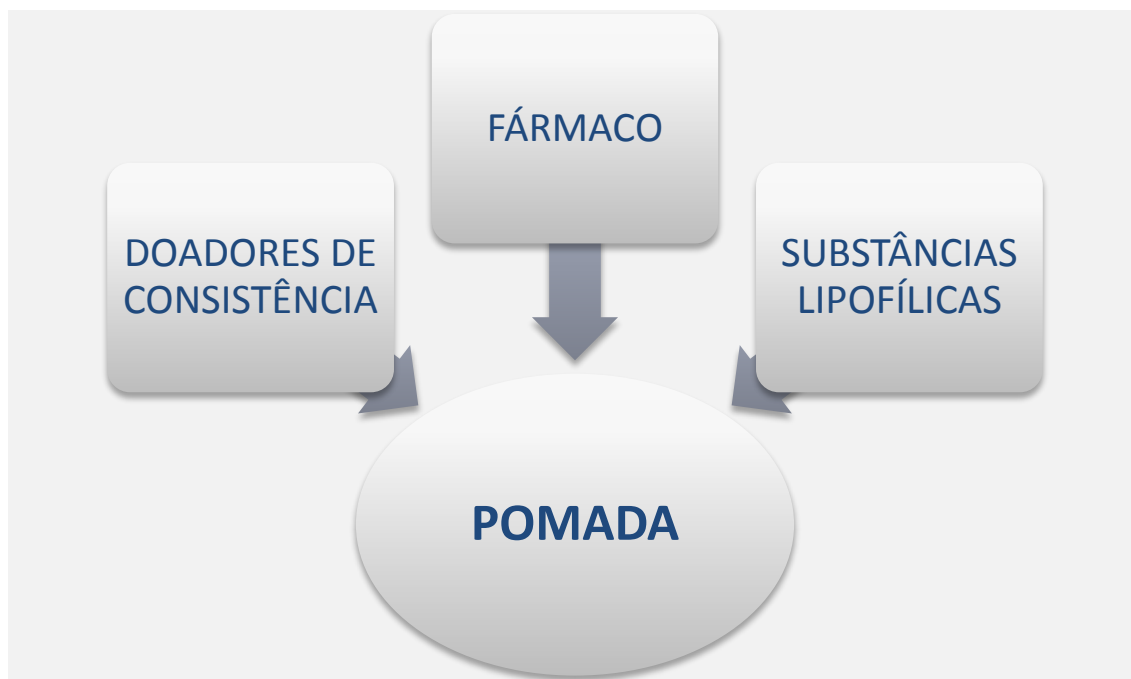 FÁRMACO
DOADORES DE
CONSISTÊNCIA
SUBSTÂNCIAS
LIPOFÍLICAS
POMADA